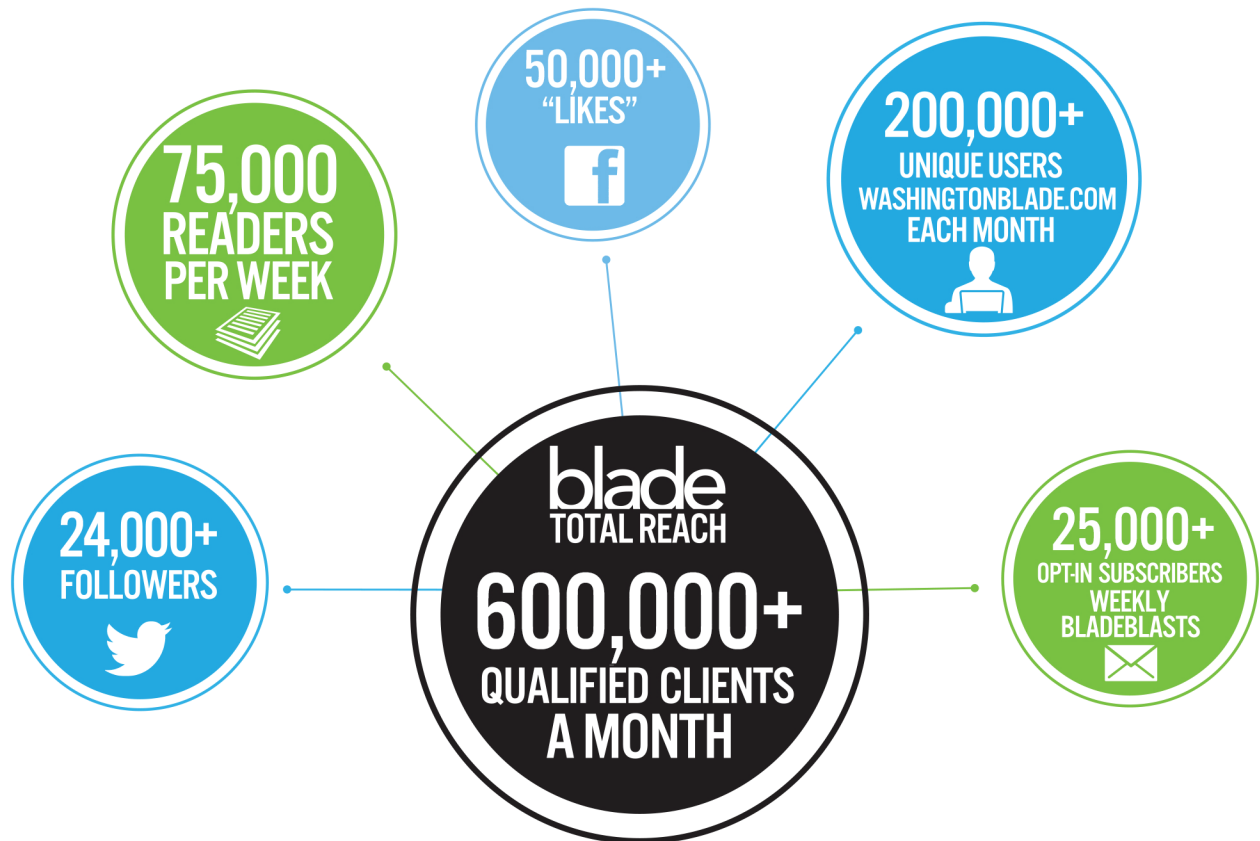 50,000+
“LIKES”
f
200,000+
UNIQUE USERS
WASHINGTONBLADE.COM
EACH MONTH
75,000
READERS
PER WEEK
24,000+
FOLLOWERS
blade
TOTAL REACH
600,000+
QUALIFIED CLIENTS
A MONTH
25,000+
OPT-IN SUBSCRIBERS
WEEKLY
BLADEBLASTS